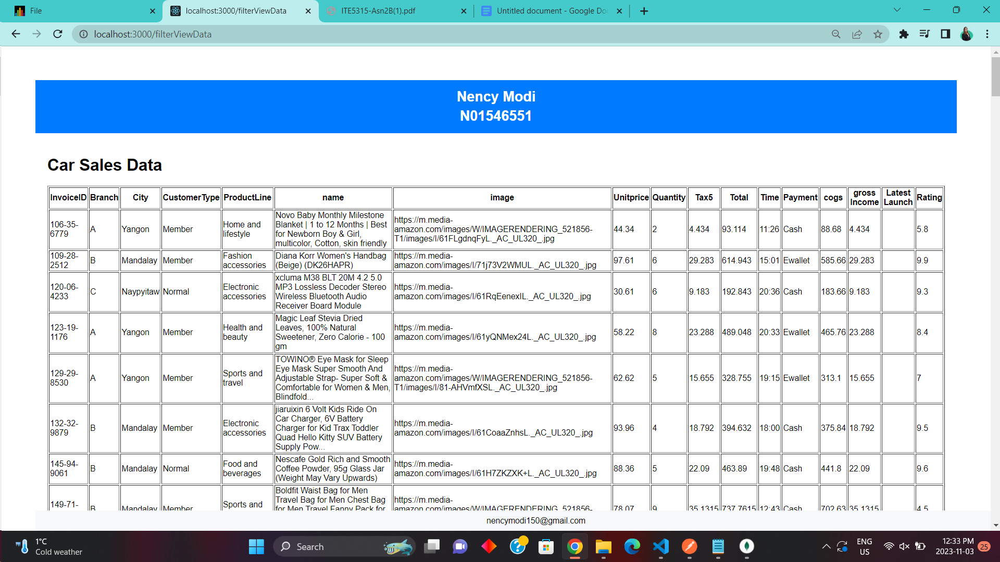 File
localhost:3000/filterViewData
ITE5315-Asn2B(1).pdf
Untitled document - Google Do
localhost:3000/filterViewData
Nency Modi
N01546551
Car Sales Data
InvoiceID Branch City CustomerType ProductLine name image Unitprice Quantity Tax5 Total Time Payment cogs gross Income Latest Launch Rating
106-35-6779 A Yangon Member Home and lifestyle Novo Baby Monthly Milestone Blanket | 1 to 12 Months | Best for Newborn Boy & Girl, multicolor, Cotton, skin friendly https://m.media-amazon.com/images/W/IMAGERENDERING_521856-T1/images/I/61FLgdnqFyL._AC_UL320_.jpg 44.34 2 4.434 93.114 11:26 Cash 88.68 4.434 5.8
109-28-2512 B Mandalay Member Fashion accessories Diana Korr Women's Handbag (Beige) (DK26HAPR) https://m.media-amazon.com/images/I/71j73V2WMUL._AC_UL320_.jpg 97.61 6 29.283 614.943 15:01 Ewallet 585.66 29.283 9.9
120-06-4233 C Naypyitaw Normal Electronic accessories xcluma M38 BLT 20M 4.2 5.0 MP3 Lossless Decoder Stereo Wireless Bluetooth Audio Receiver Board Module https://m.media-amazon.com/images/I/61RqEenexIL._AC_UL320_.jpg 30.61 6 9.183 192.843 20:36 Cash 183.66 9.183 9.3
123-19-1176 A Yangon Member Health and beauty Magic Leaf Stevia Dried Leaves, 100% Natural Sweetener, Zero Calorie - 100 gm https://m.media-amazon.com/images/I/61yQNMex24L._AC_UL320_.jpg 58.22 8 23.288 489.048 20:33 Ewallet 465.76 23.288 8.4
129-29-8530 A Yangon Member Sports and travel TOWINO® Eye Mask for Sleep Eye Mask Super Smooth And Adjustable Strap- Super Soft & Comfortable for Women & Men, Blindfold... https://m.media-amazon.com/images/W/IMAGERENDERING_521856-T1/images/I/81-AHVmfXSL._AC_UL320_.jpg 62.62 5 15.655 328.755 19:15 Ewallet 313.1 15.655 7
132-32-9879 B Mandalay Member Electronic accessories jiaruixin 6 Volt Kids Ride On Car Charger, 6V Battery Charger for Kid Trax Toddler Quad Hello Kitty SUV Battery Supply Pow... https://m.media-amazon.com/images/I/61CoaaZnhsL._AC_UL320_.jpg 93.96 4 18.792 394.632 18:00 Cash 375.84 18.792 9.5
145-94-9061 B Mandalay Normal Food and beverages Nescafe Gold Rich and Smooth Coffee Powder, 95g Glass Jar (Weight May Vary Upwards) https://m.media-amazon.com/images/I/61H7ZKZXK+L._AC_UL320_.jpg 88.36 5 22.09 463.89 19:48 Cash 441.8 22.09 9.6
149-71- B Mandalay Member Sports and Boldfit Waist Bag for Men Travel Bag for Men Chest Bag for Men Travel Fanny Pack for https://m.media-amazon.com/images/W/IMAGERENDERING_521856- 78.07 9 35.1315 737.7615 12:43 Cash 702.63 35.1315 4.5
nencymodi150@gmail.com
1°C
Cold weather
Search
ENG
US
12:33 PM
2023-11-03
25